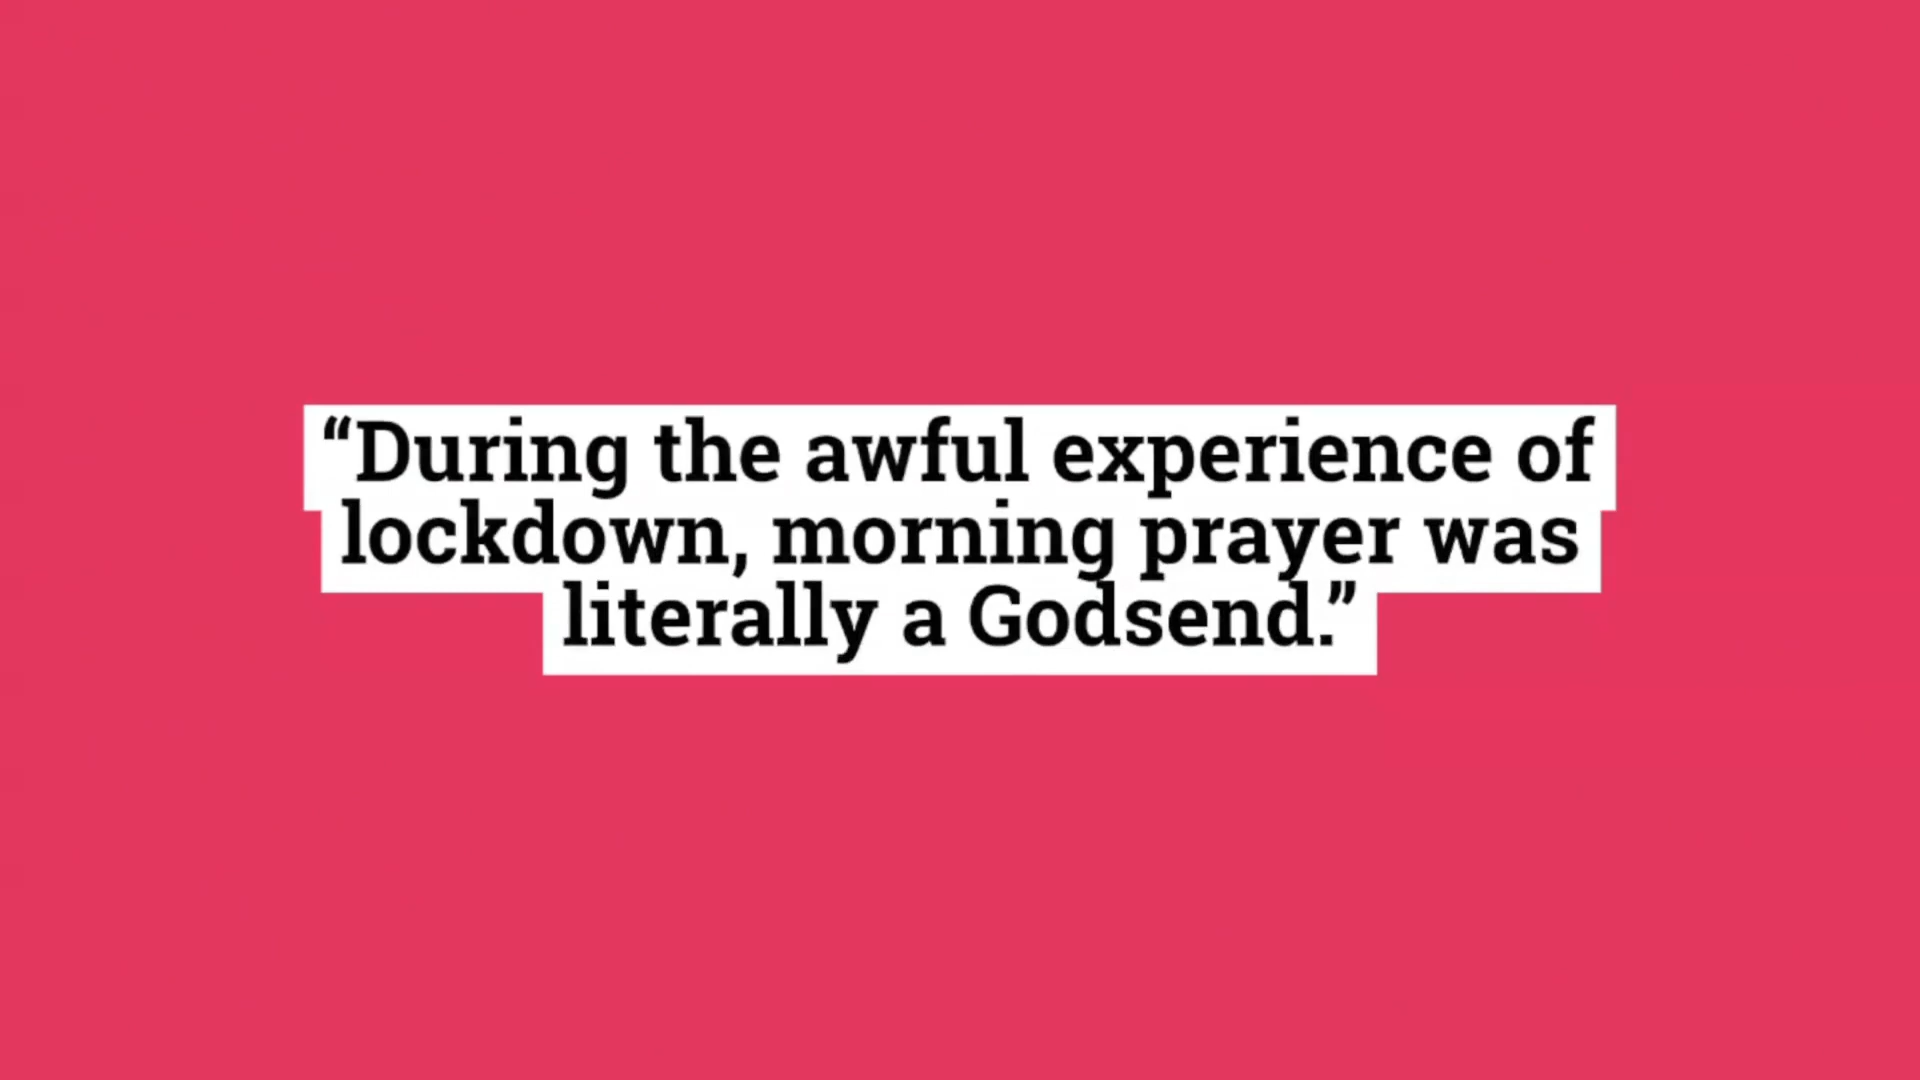 “During the awful experience of
lockdown, morning prayer was
literally a Godsend.”